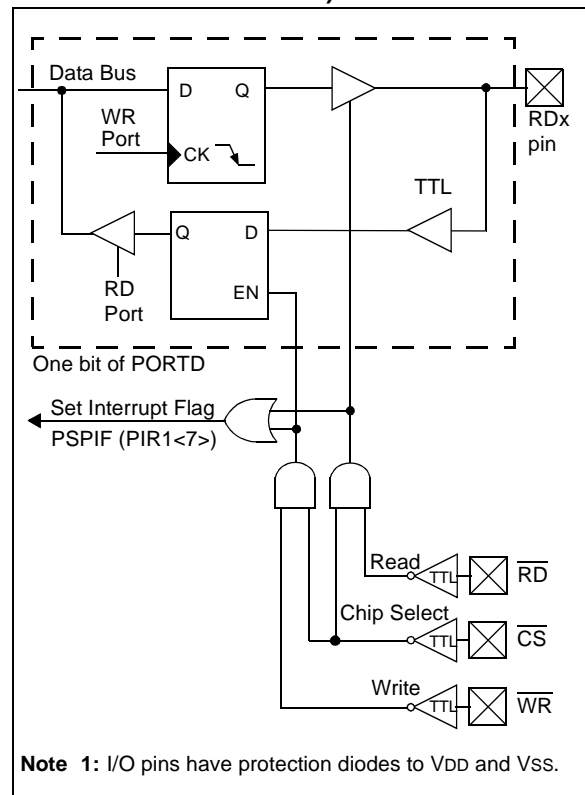 Data Bus
D Q
WR
Port
CK
RDx
pin
TTL
Q D
RD
Port
EN
One bit of PORTD
Set Interrupt Flag
PSPIF (PIR1<7>)
Read
TTL
RD
Chip Select
TTL
CS
Write
TTL
WR
Note 1: I/O pins have protection diodes to VDD and VSS.